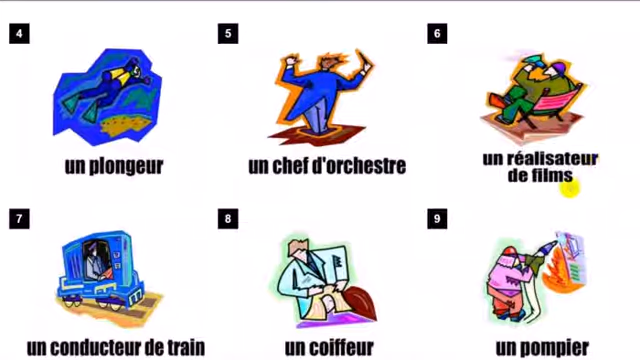 4
5
6
un plongeur
un chef d'orchestre
un réalisateur
de films
7
8
9
un conducteur de train
un coiffeur
un pompier